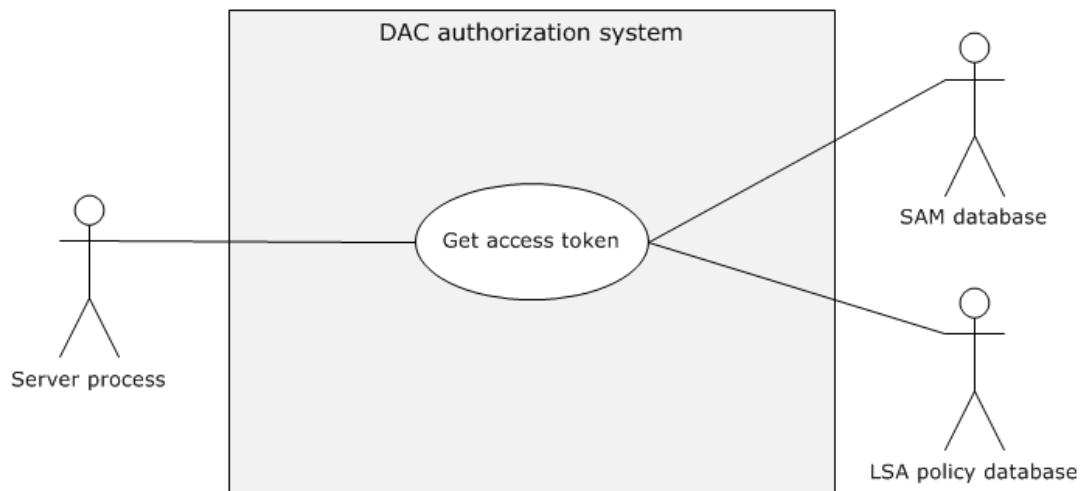 DAC authorization system
SAM database
Get access token
Server process
LSA policy database